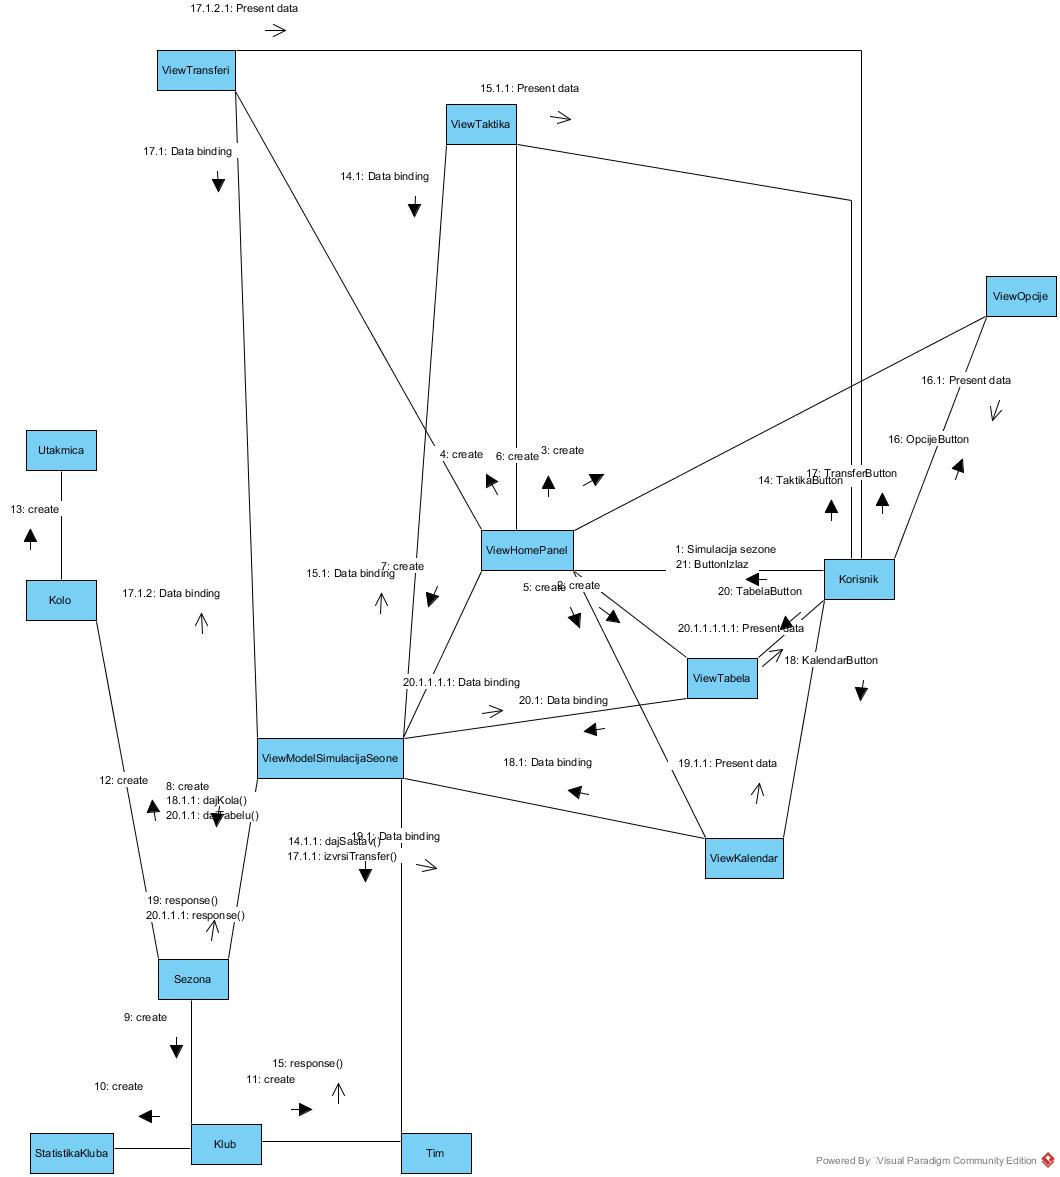 17.1.2.1: Present data
ViewTransferi
15.1.1: Present data
ViewTaktika
17.1: Data binding
14.1: Data binding
ViewOpcije
16.1: Present data
16: OpcijeButton
Utakmica
4: create
6: create
3: create
17: TransferButton
14: TaktikaButton
13: create
ViewHomePanel
1: Simulacija sezone
21: ButtonIzlaz
Korisnik
7: create
15.1: Data binding
5: create
8: create
20: TabelaButton
Kolo
17.1.2: Data binding
20.1.1.1.1.1: Present data
18: KalendarButton
ViewTabela
20.1.1.1.1: Data binding
20.1: Data binding
ViewModelSimulacijaSeone
18.1: Data binding
19.1.1: Present data
12: create
8: create
18.1.1: dajKola()
20.1.1: dajTabelu()
19.1: Data binding
14.1.1: dajSastav()
17.1.1: izvrsiTransfer()
ViewKalendar
19: response()
20.1.1.1: response()
Sezona
9: create
15: response()
11: create
10: create
StatistikaKluba
Klub
Tim
Powered By Visual Paradigm Community Edition